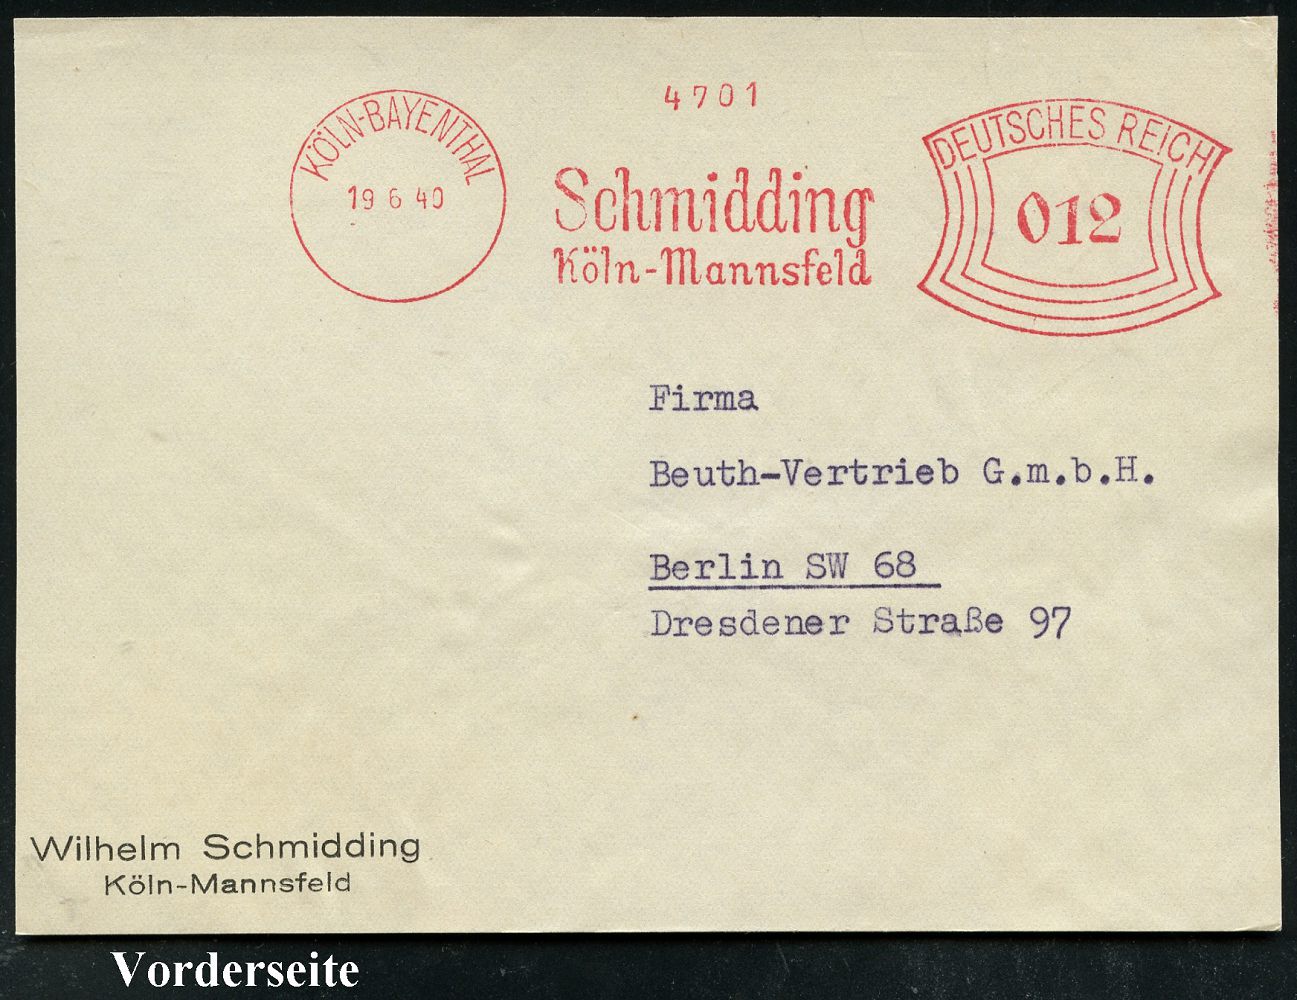 4701
KÖLN-BAYENTHAL
19 6 40
Schmidding
Köln-Mannsfeld
DEUTSCHES REICH
012
Firma
Beuth-Vertrieb G.m.b.H.
Berlin SW 68
Dresdener Straße 97
Wilhelm Schmidding
Köln-Mannsfeld
Vorderseite